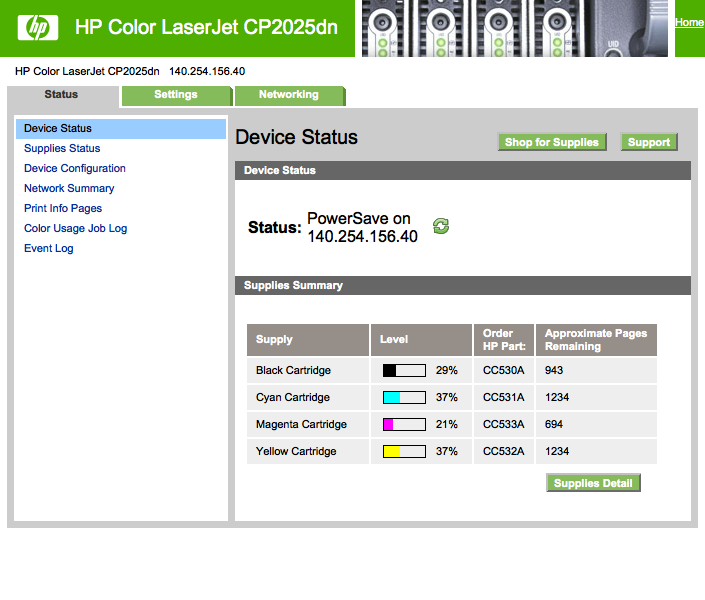 hp HP Color LaserJet CP2025dn
UID
Home
HP Color LaserJet CP2025dn 140.254.156.40
Status Settings Networking
Device Status
Supplies Status
Device Configuration
Network Summary
Print Info Pages
Color Usage Job Log
Event Log
Device Status
Shop for Supplies Support
Device Status
Status: PowerSave on
140.254.156.40
Supplies Summary
Supply Level Order HP Part: Approximate Pages Remaining
Black Cartridge 29% CC530A 943
Cyan Cartridge 37% CC531A 1234
Magenta Cartridge 21% CC533A 694
Yellow Cartridge 37% CC532A 1234
Supplies Detail